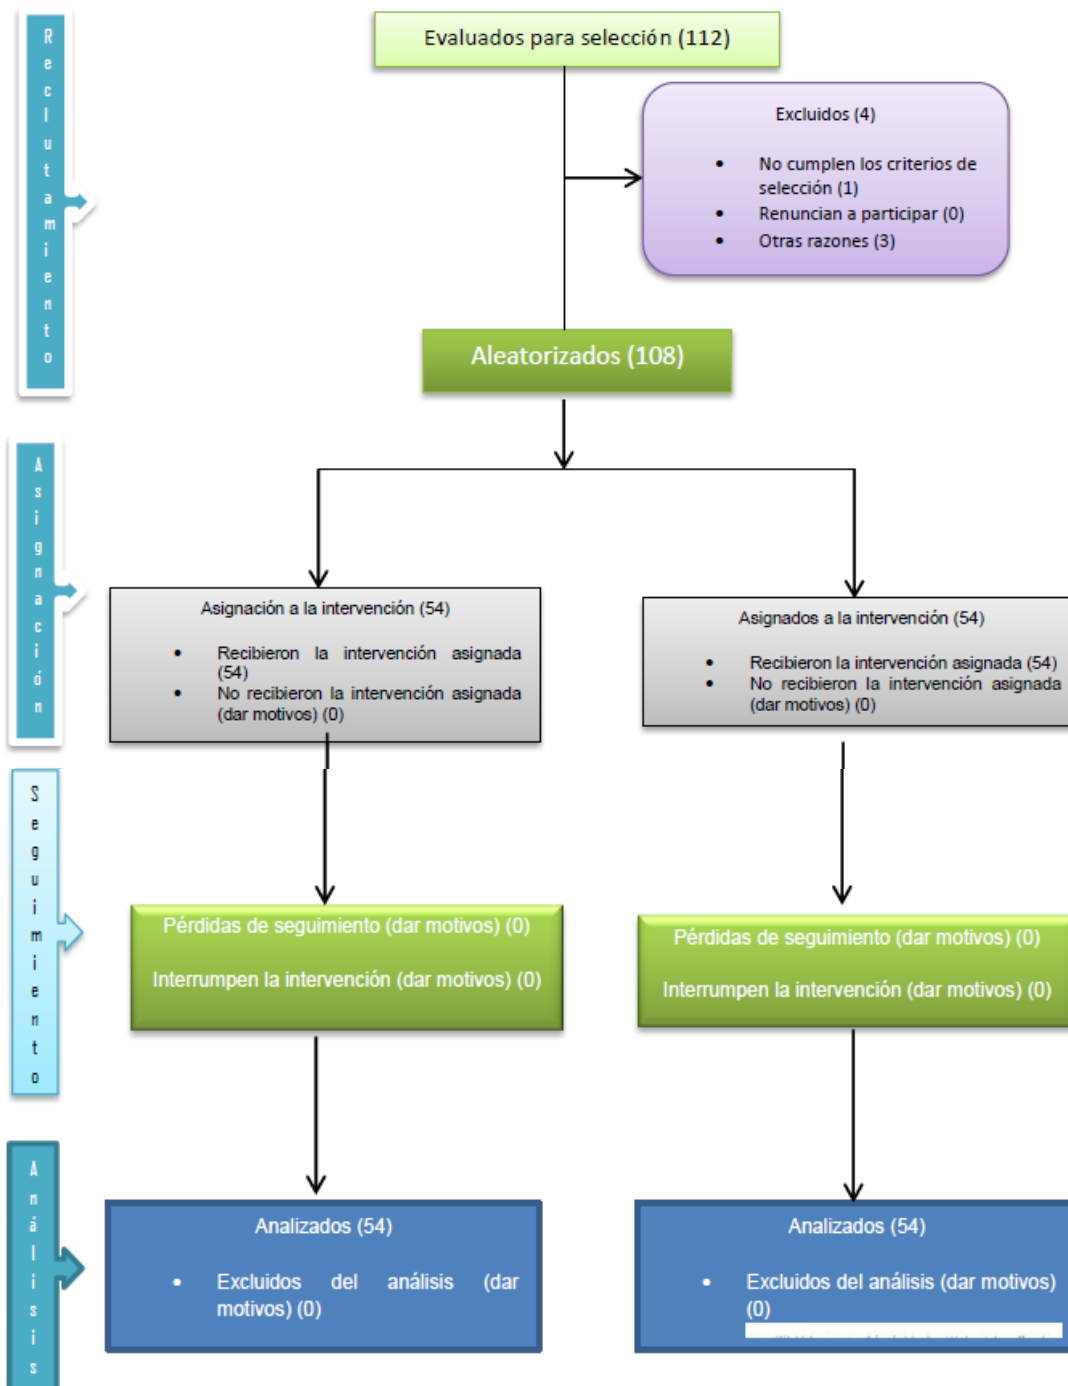 Reclutamiento
Evaluados para selección (112)
Excluidos (4)
• No cumplen los criterios de
selección (1)
• Renuncian a participar (0)
• Otras razones (3)
Aleatorizados (108)
Asignación
Asignación a la intervención (54)
• Recibieron la intervención asignada
(54)
• No recibieron la intervención asignada
(dar motivos) (0)
Asignados a la intervención (54)
• Recibieron la intervención asignada (54)
• No recibieron la intervención asignada
(dar motivos) (0)
Seguimiento
Pérdidas de seguimiento (dar motivos) (0)
Interrumpen la intervención (dar motivos) (0)
Pérdidas de seguimiento (dar motivos) (0)
Interrumpen la intervención (dar motivos) (0)
Análisis
Analizados (54)
• Excluidos del análisis (dar
motivos) (0)
Analizados (54)
• Excluidos del análisis (dar motivos)
(0)